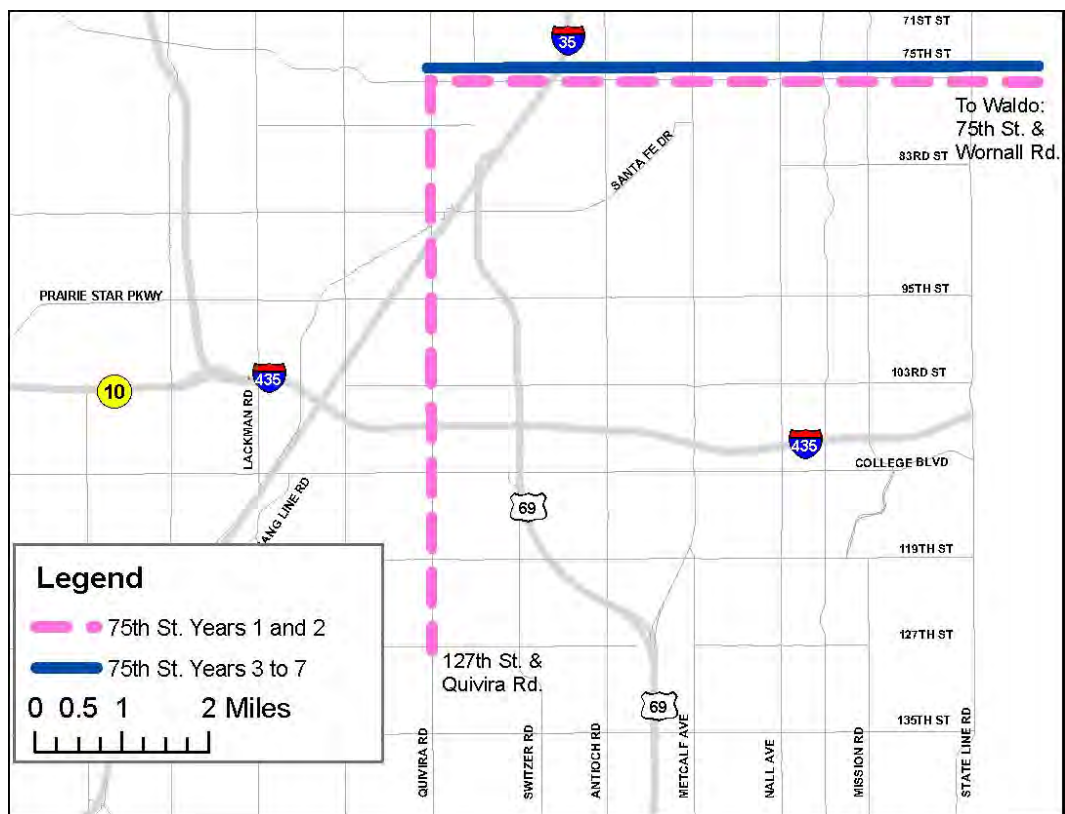 71ST ST
35
75TH ST
To Waldo:
75th St. &
Wornall Rd.
83RD ST
SANTA FE DR
PRAIRIE STAR PKWY
95TH ST
10
435
103RD ST
LACKMAN RD
435
COLLEGE BLVD
ANG LINE RD
69
119TH ST
Legend
75th St. Years 1 and 2
75th St. Years 3 to 7
0 0.5 1 2 Miles
127TH ST
127th St. &
Quivira Rd.
69
135TH ST
QUIVIRA RD
SWITZER RD
ANTIOCH RD
METCALF AVE
NALL AVE
MISSION RD
STATE LINE RD